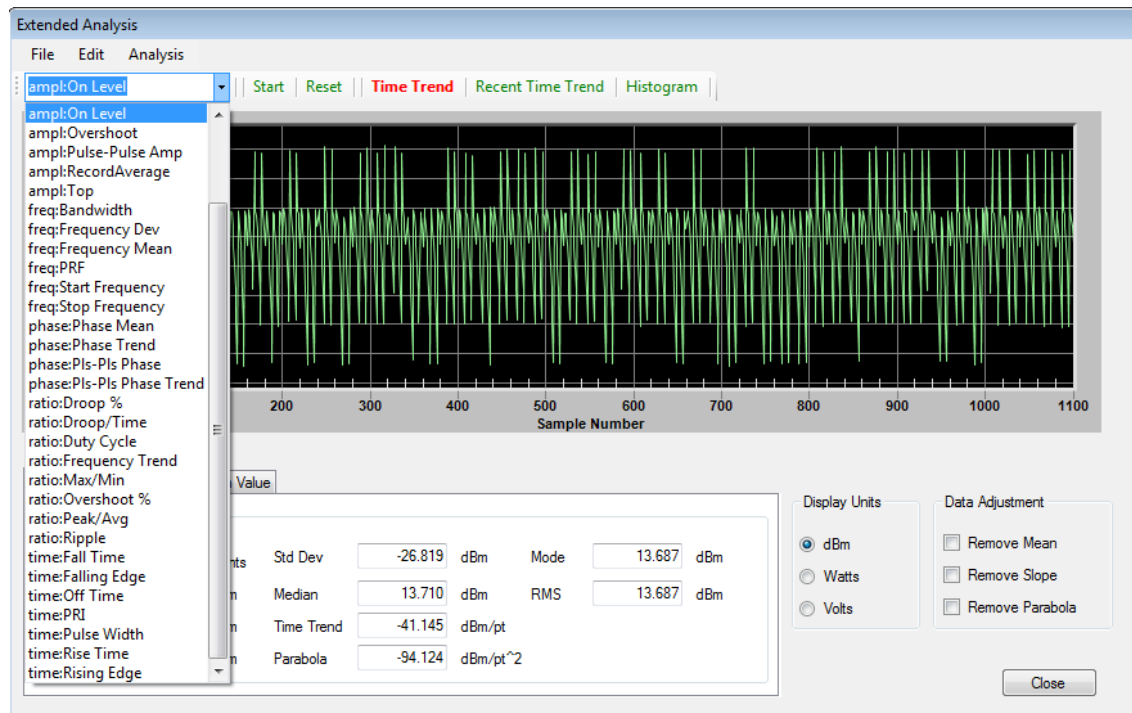 Extended Analysis
File Edit Analysis
ampl:On Level Start Reset Time Trend Recent Time Trend Histogram
ampl:On Level
ampl:Overshoot
ampl:Pulse-Pulse Amp
ampl:RecordAverage
ampl:Top
freq:Bandwidth
freq:Frequency Dev
freq:Frequency Mean
freq:PRF
freq:Start Frequency
freq:Stop Frequency
phase:Phase Mean
phase:Phase Trend
phase:Pls-Pls Phase
phase:Pls-Pls Phase Trend
ratio:Droop %
ratio:Droop/Time
ratio:Duty Cycle
ratio:Frequency Trend
ratio:Max/Min
ratio:Overshoot %
ratio:Peak/Avg
ratio:Ripple
time:Fall Time
time:Falling Edge
time:Off Time
time:PRI
time:Pulse Width
time:Rise Time
time:Rising Edge
200 300 400 500 600 700 800 900 1000 1100
Sample Number
Value
Std Dev -26.819 dBm Mode 13.687 dBm
Median 13.710 dBm RMS 13.687 dBm
Time Trend -41.145 dBm/pt
Parabola -94.124 dBm/pt^2
Display Units
dBm
Watts
Volts
Data Adjustment
Remove Mean
Remove Slope
Remove Parabola
Close